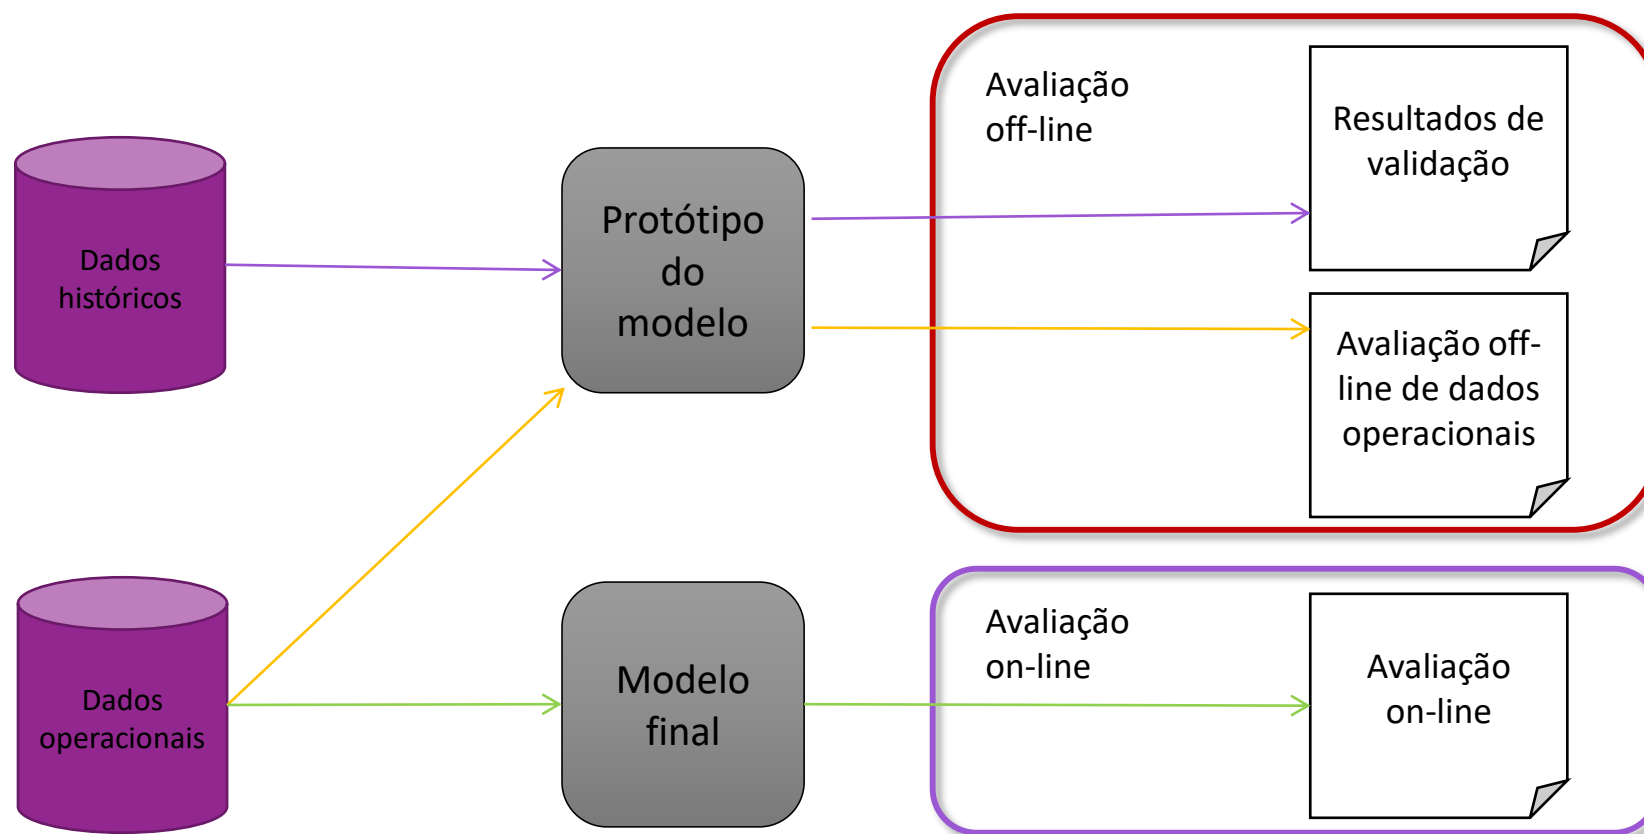 Dados
históricos
Protótipo
do
modelo
Avaliação
off-line
Resultados de
validação
Avaliação off-
line de dados
operacionais
Dados
operacionais
Modelo
final
Avaliação
on-line
Avaliação
on-line